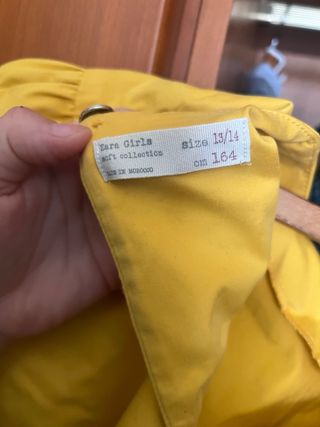 Zara Girls size 13/14
soft collection cm 164
MADE IN MOROCCO